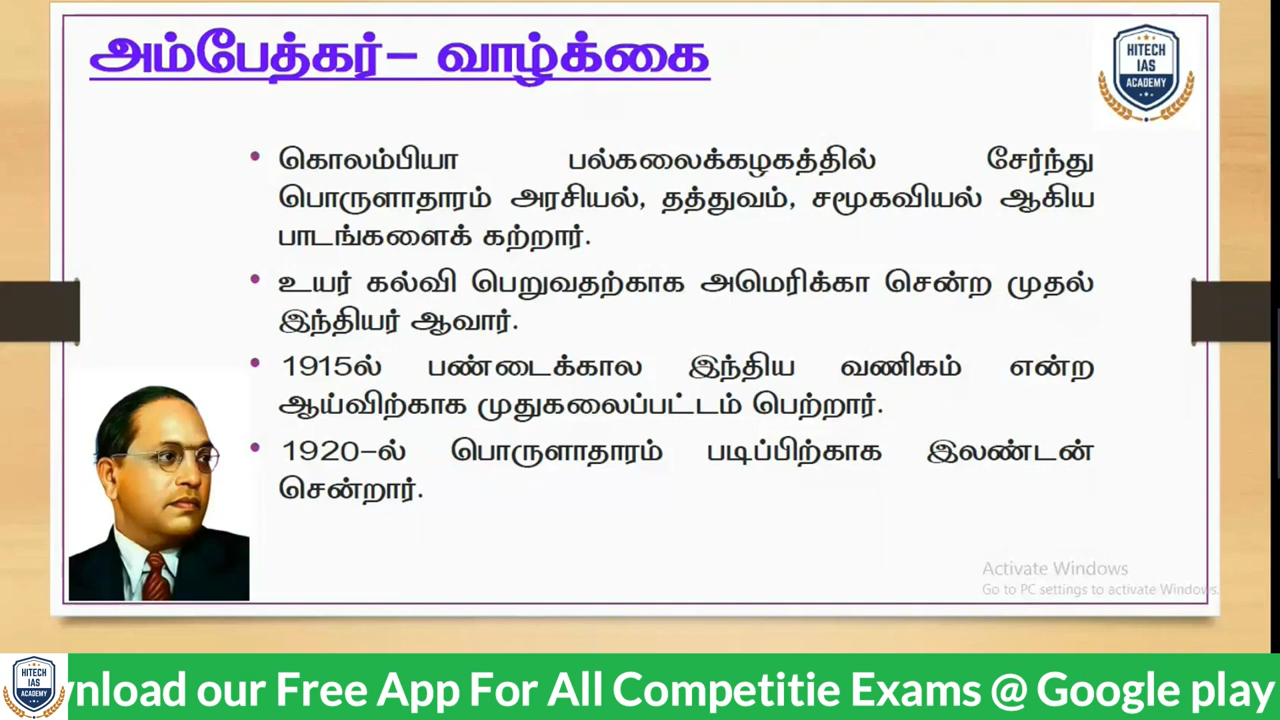 அம்பேத்கர்– வாழ்க்கை
HITECH
IAS
ACADEMY
• கொலம்பியா பல்கலைக்கழகத்தில் சேர்ந்து
பொருளாதாரம் அரசியல், தத்துவம், சமூகவியல் ஆகிய
பாடங்களைக் கற்றார்.
• உயர் கல்வி பெறுவதற்காக அமெரிக்கா சென்ற முதல்
இந்தியர் ஆவார்.
• 1915ல் பண்டைக்கால இந்திய வணிகம் என்ற
ஆய்விற்காக முதுகலைப்பட்டம் பெற்றார்.
• 1920–ல் பொருளாதாரம் படிப்பிற்காக இலண்டன்
சென்றார்.
Activate Windows
Go to PC settings to activate Windows.
HITECH
IAS
ACADEMY
wnload our Free App For All Competitie Exams @ Google play